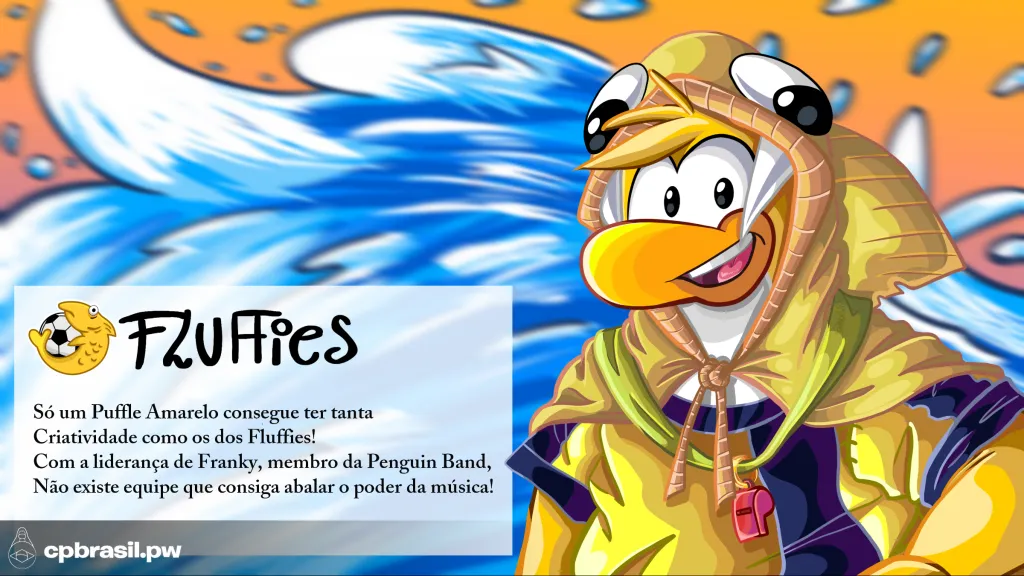 Fluffies
Só um Puffle Amarelo consegue ter tanta
Criatividade como os dos Fluffies!
Com a liderança de Franky, membro da Penguin Band,
Não existe equipe que consiga abalar o poder da música!
cpbrasil.pw